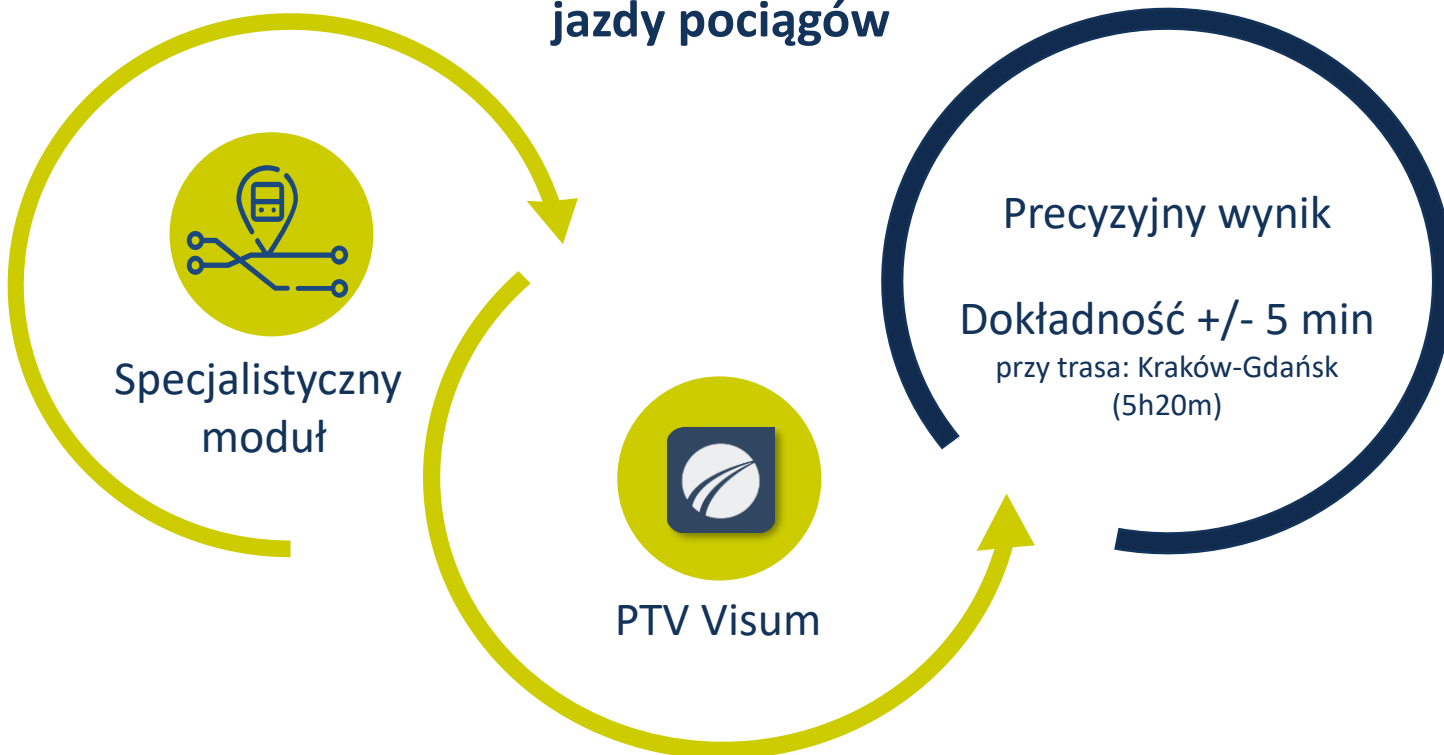 jazdy pociągów
Specjalistyczny
moduł
PTV Visum
Precyzyjny wynik
Dokładność +/- 5 min
przy trasa: Kraków-Gdańsk
(5h20m)